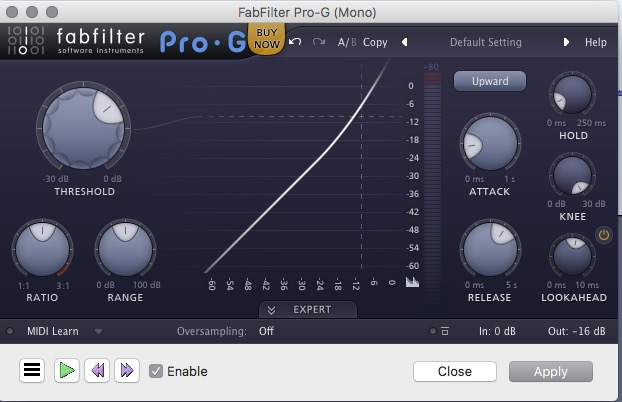 FabFilter Pro-G (Mono)
fabfilter
software instruments
Pro·G
BUY
NOW
A/B Copy
Default Setting
Help
-80
0
-6
-12
-18
-24
-30
-36
-42
-48
-54
-60
-60 -54 -48 -42 -36 -30 -24 -18 -12 -6 0
-30 dB 0 dB
THRESHOLD
1:1 3:1
RATIO
0 dB 100 dB
RANGE
Upward
0 ms 1 s
ATTACK
0 ms 5 s
RELEASE
0 ms 250 ms
HOLD
0 dB 30 dB
KNEE
0 ms 10 ms
LOOKAHEAD
EXPERT
MIDI Learn
Oversampling: Off
In: 0 dB
Out: -16 dB
Enable
Close
Apply